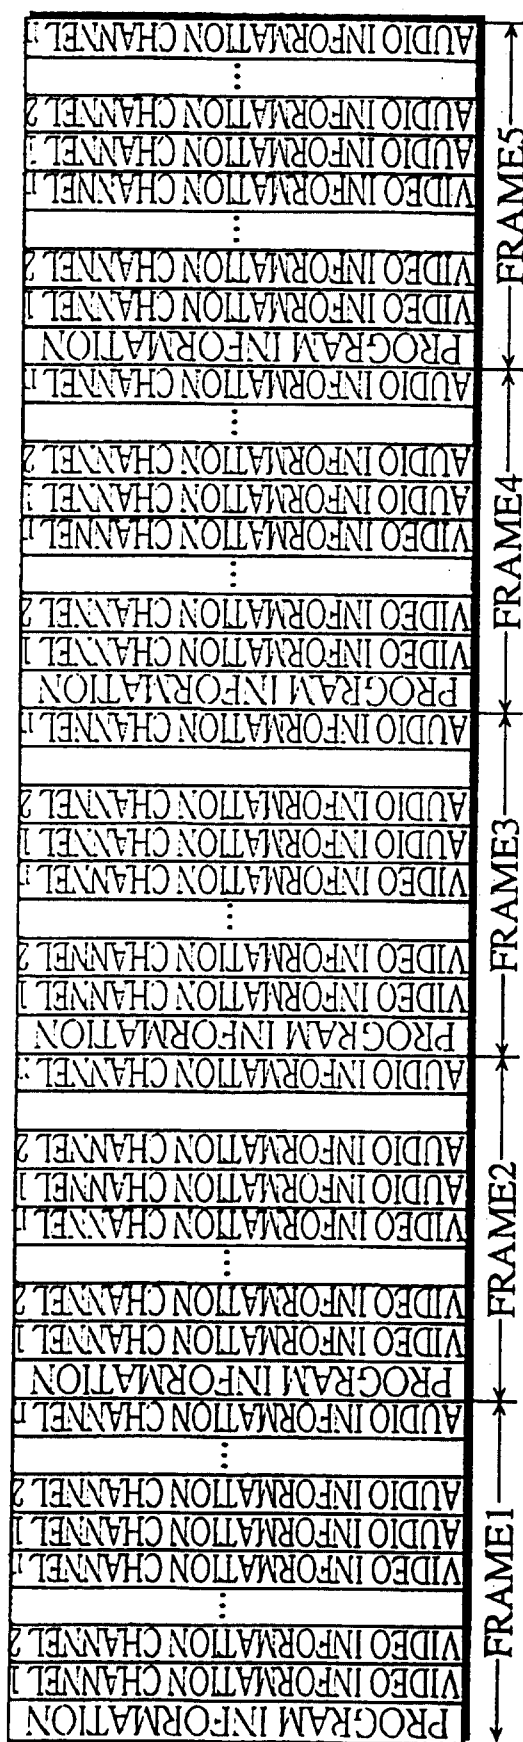 PROGRAM INFORMATION
VIDEO INFORMATION CHANNEL 1
VIDEO INFORMATION CHANNEL 2
...
VIDEO INFORMATION CHANNEL n
AUDIO INFORMATION CHANNEL 1
AUDIO INFORMATION CHANNEL 2
...
AUDIO INFORMATION CHANNEL n
FRAME1
PROGRAM INFORMATION
VIDEO INFORMATION CHANNEL 1
VIDEO INFORMATION CHANNEL 2
...
VIDEO INFORMATION CHANNEL n
AUDIO INFORMATION CHANNEL 1
AUDIO INFORMATION CHANNEL 2
AUDIO INFORMATION CHANNEL
FRAME2
PROGRAM INFORMATION
VIDEO INFORMATION CHANNEL 1
VIDEO INFORMATION CHANNEL 2
...
VIDEO INFORMATION CHANNEL n
AUDIO INFORMATION CHANNEL 1
AUDIO INFORMATION CHANNEL 2
AUDIO INFORMATION CHANNEL n
FRAME3
PROGRAM INFORMATION
VIDEO INFORMATION CHANNEL 1
VIDEO INFORMATION CHANNEL 2
...
VIDEO INFORMATION CHANNEL n
AUDIO INFORMATION CHANNEL 1
AUDIO INFORMATION CHANNEL 2
...
AUDIO INFORMATION CHANNEL n
FRAME4
PROGRAM INFORMATION
VIDEO INFORMATION CHANNEL 1
VIDEO INFORMATION CHANNEL 2
...
VIDEO INFORMATION CHANNEL n
AUDIO INFORMATION CHANNEL 1
AUDIO INFORMATION CHANNEL 2
...
AUDIO INFORMATION CHANNEL n
FRAME5